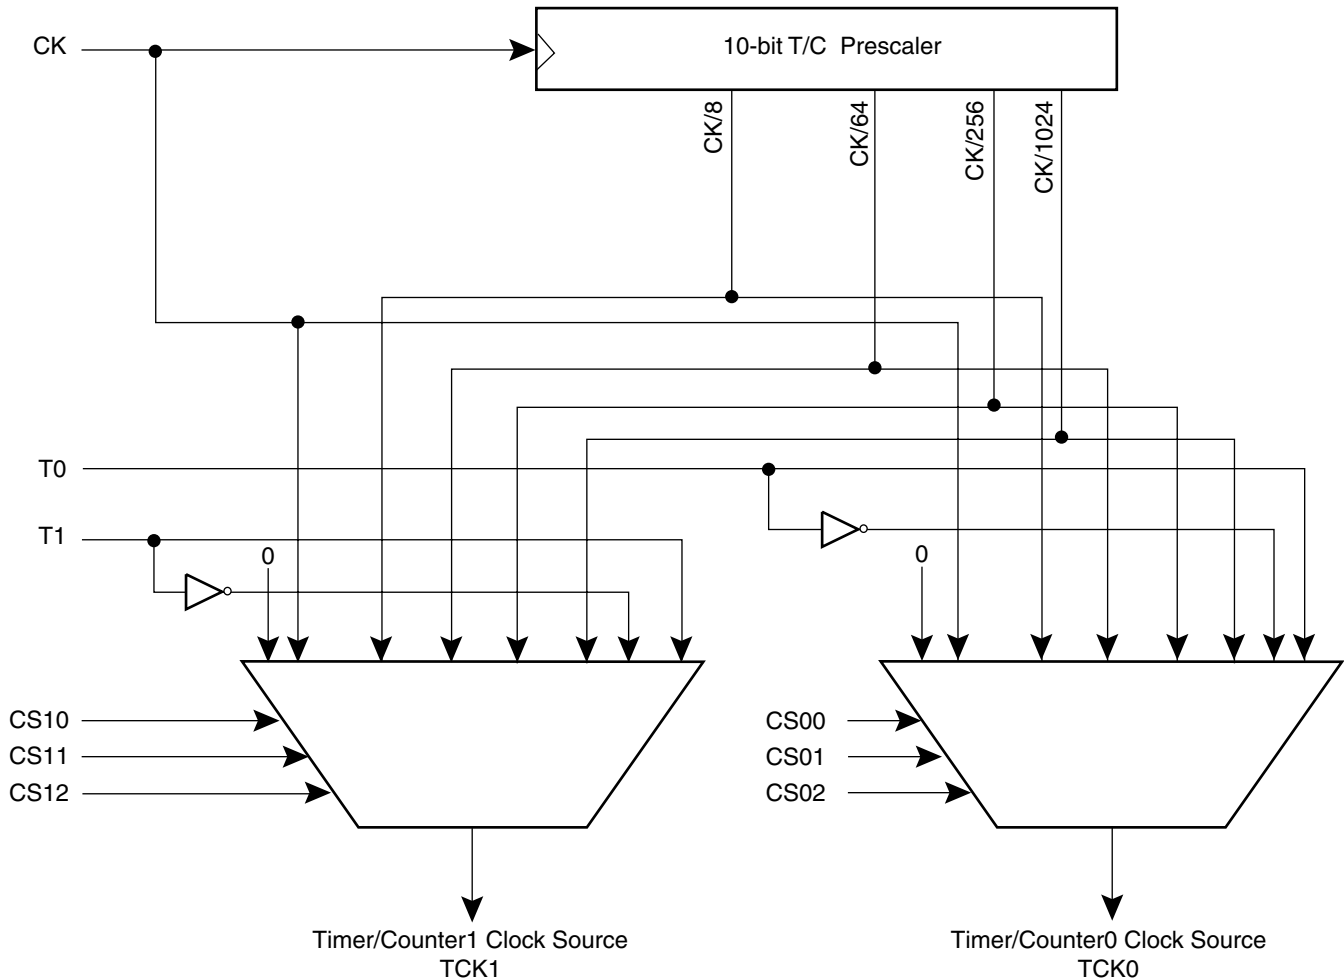 CK
10-bit T/C Prescaler
CK/8
CK/64
CK/256
CK/1024
T0
T1
0
0
CS10
CS11
CS12
CS00
CS01
CS02
Timer/Counter1 Clock Source
TCK1
Timer/Counter0 Clock Source
TCK0